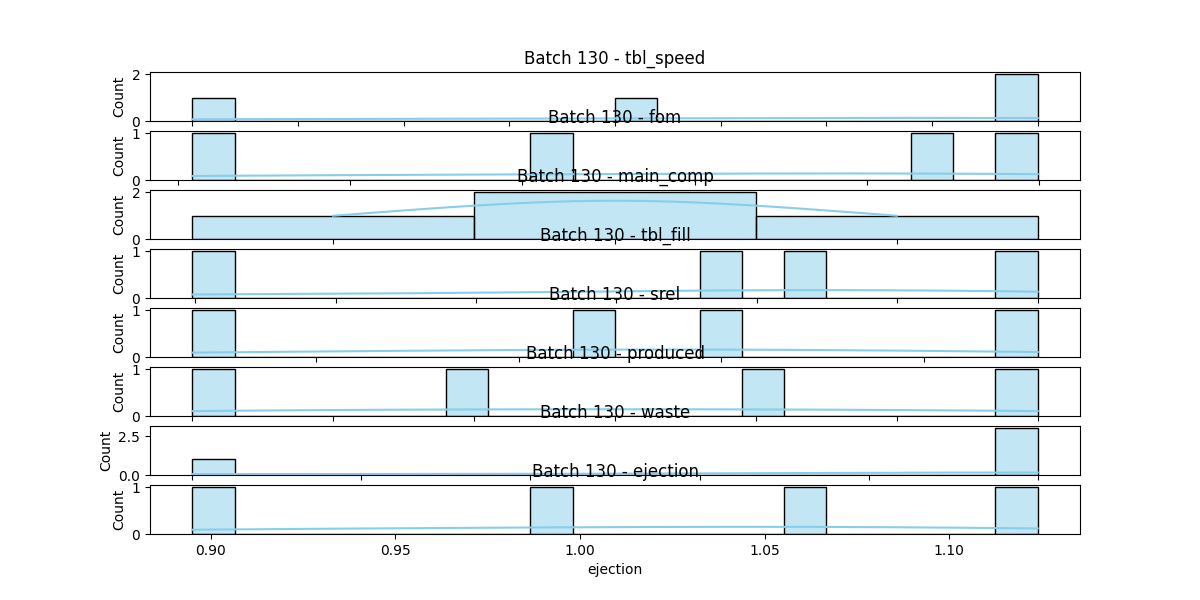 Batch 130 - tbl_speed
2
0
Count
Batch 130 - fom
1
0
Count
Batch 130 - main_comp
2
0
Count
Batch 130 - tbl_fill
1
0
Count
Batch 130 - srel
1
0
Count
Batch 130 - produced
1
0
Count
Batch 130 - waste
2.5
0.0
Count
Batch 130 - ejection
1
0
Count
0.90 0.95 1.00 1.05 1.10
ejection